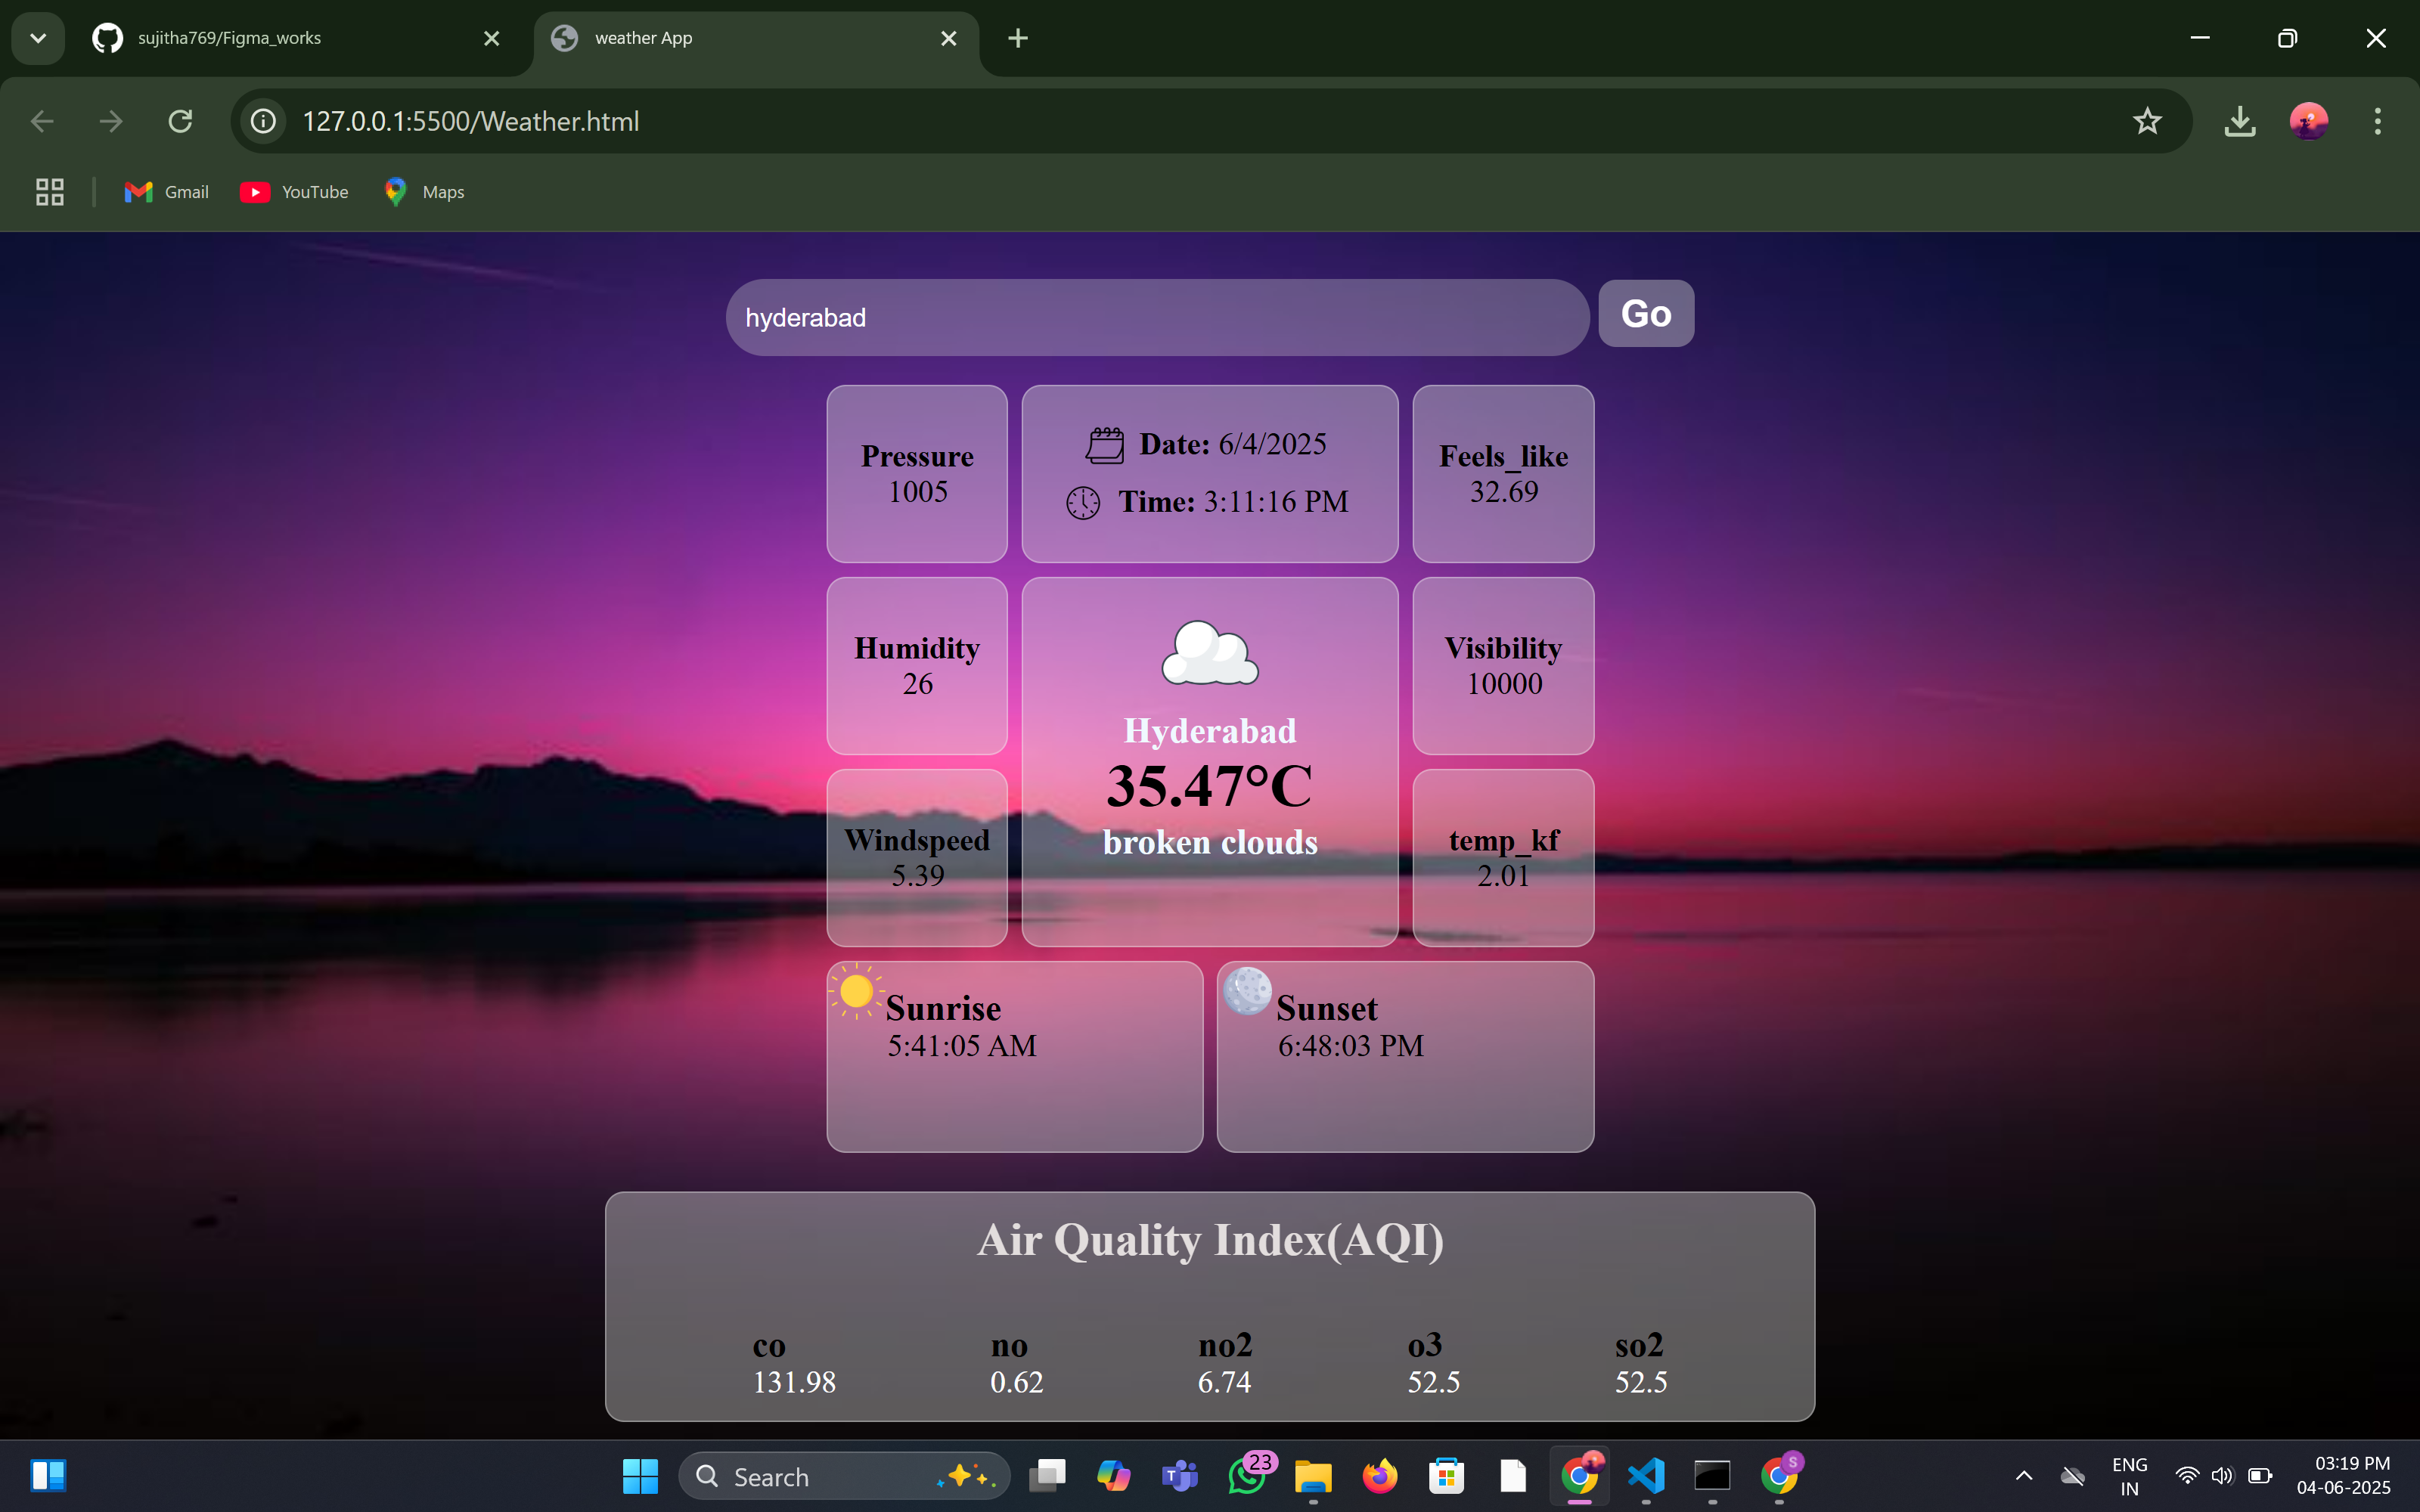 sujitha769/Figma_works
weather App
127.0.0.1:5500/Weather.html
Gmail
YouTube
Maps
hyderabad
Go
Pressure
1005
Date: 6/4/2025
Time: 3:11:16 PM
Feels_like
32.69
Humidity
26
Hyderabad
35.47°C
broken clouds
Visibility
10000
Windspeed
5.39
temp_kf
2.01
Sunrise
5:41:05 AM
Sunset
6:48:03 PM
Air Quality Index(AQI)
co no no2 o3 so2
131.98 0.62 6.74 52.5 52.5
Search
T
23
S
ENG
IN
03:19 PM
04-06-2025